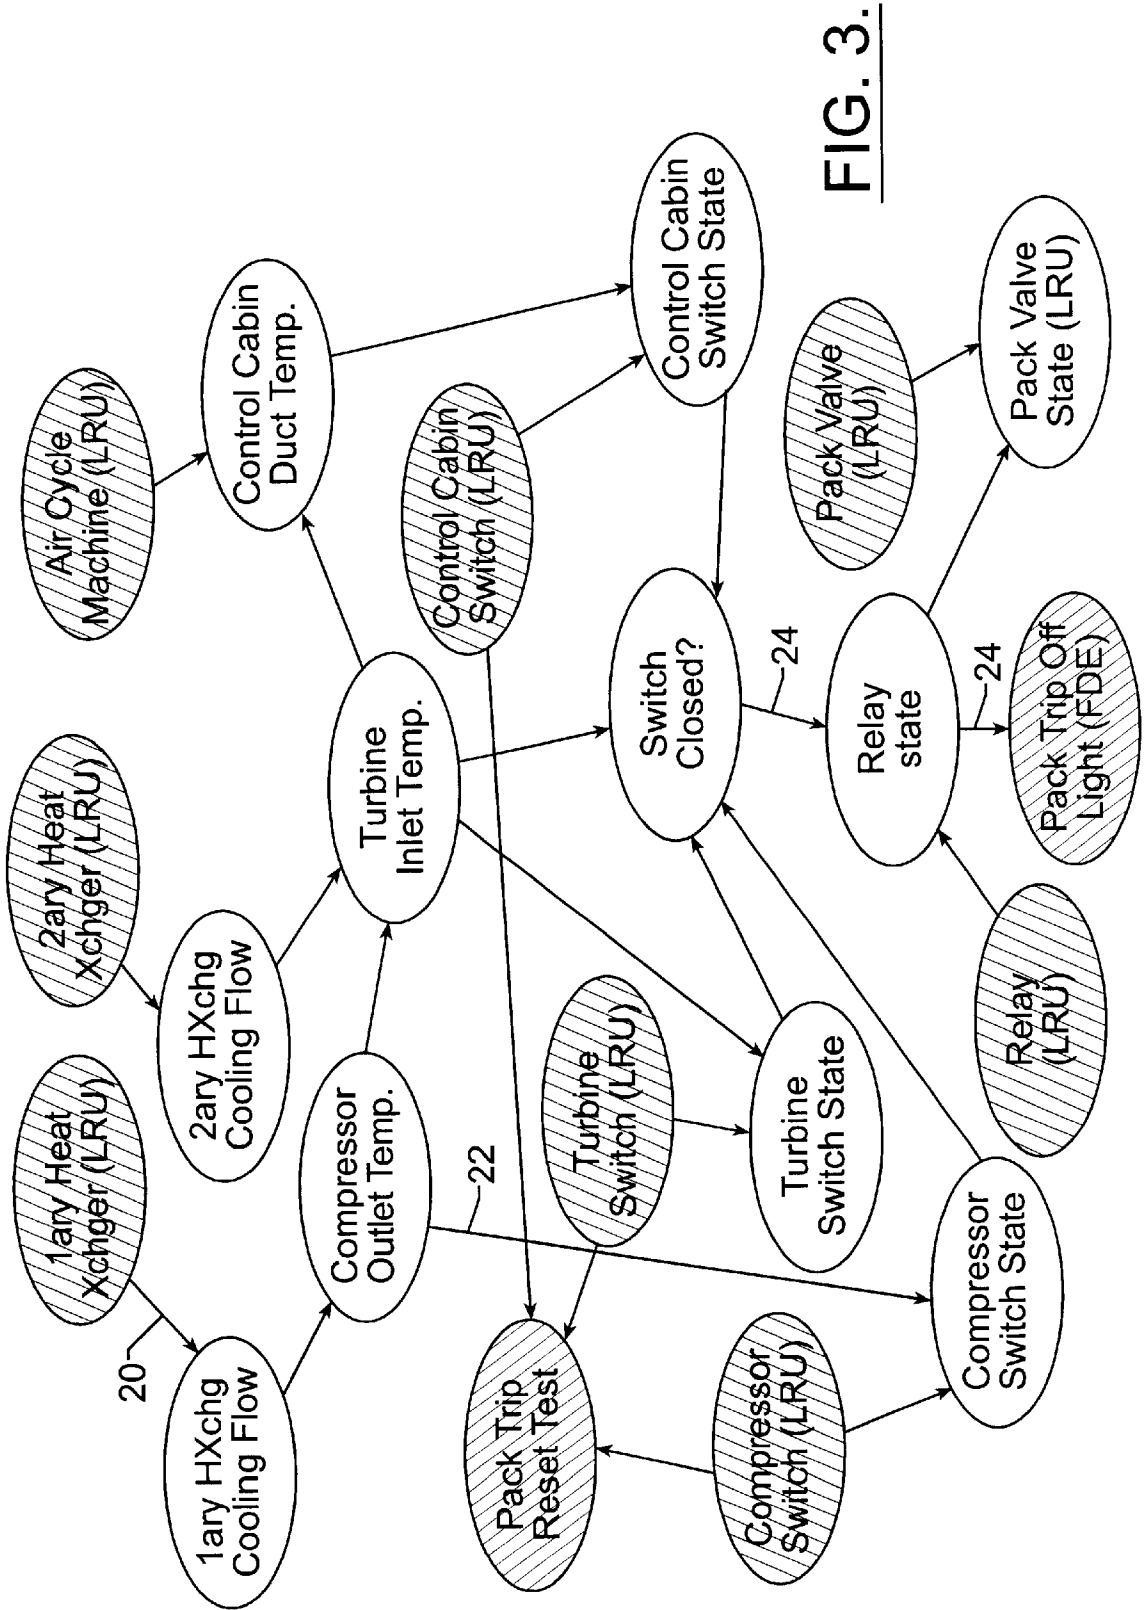 1ary Heat
Xchger (LRU)
2ary Heat
Xchger (LRU)
Air Cycle
Machine (LRU)
20
1ary HXchg
Cooling Flow
2ary HXchg
Cooling Flow
Control Cabin
Duct Temp.
Compressor
Outlet Temp.
Turbine
Inlet Temp.
Control Cabin
Switch (LRU)
22
Pack Trip
Reset Test
Turbine
Switch (LRU)
Switch
Closed?
Control Cabin
Switch State
24
Compressor
Switch (LRU)
Turbine
Switch State
Relay
state
Pack Valve
(LRU)
FIG. 3.
24
Compressor
Switch State
Relay
(LRU)
Pack Trip Off
Light (FDE)
Pack Valve
State (LRU)